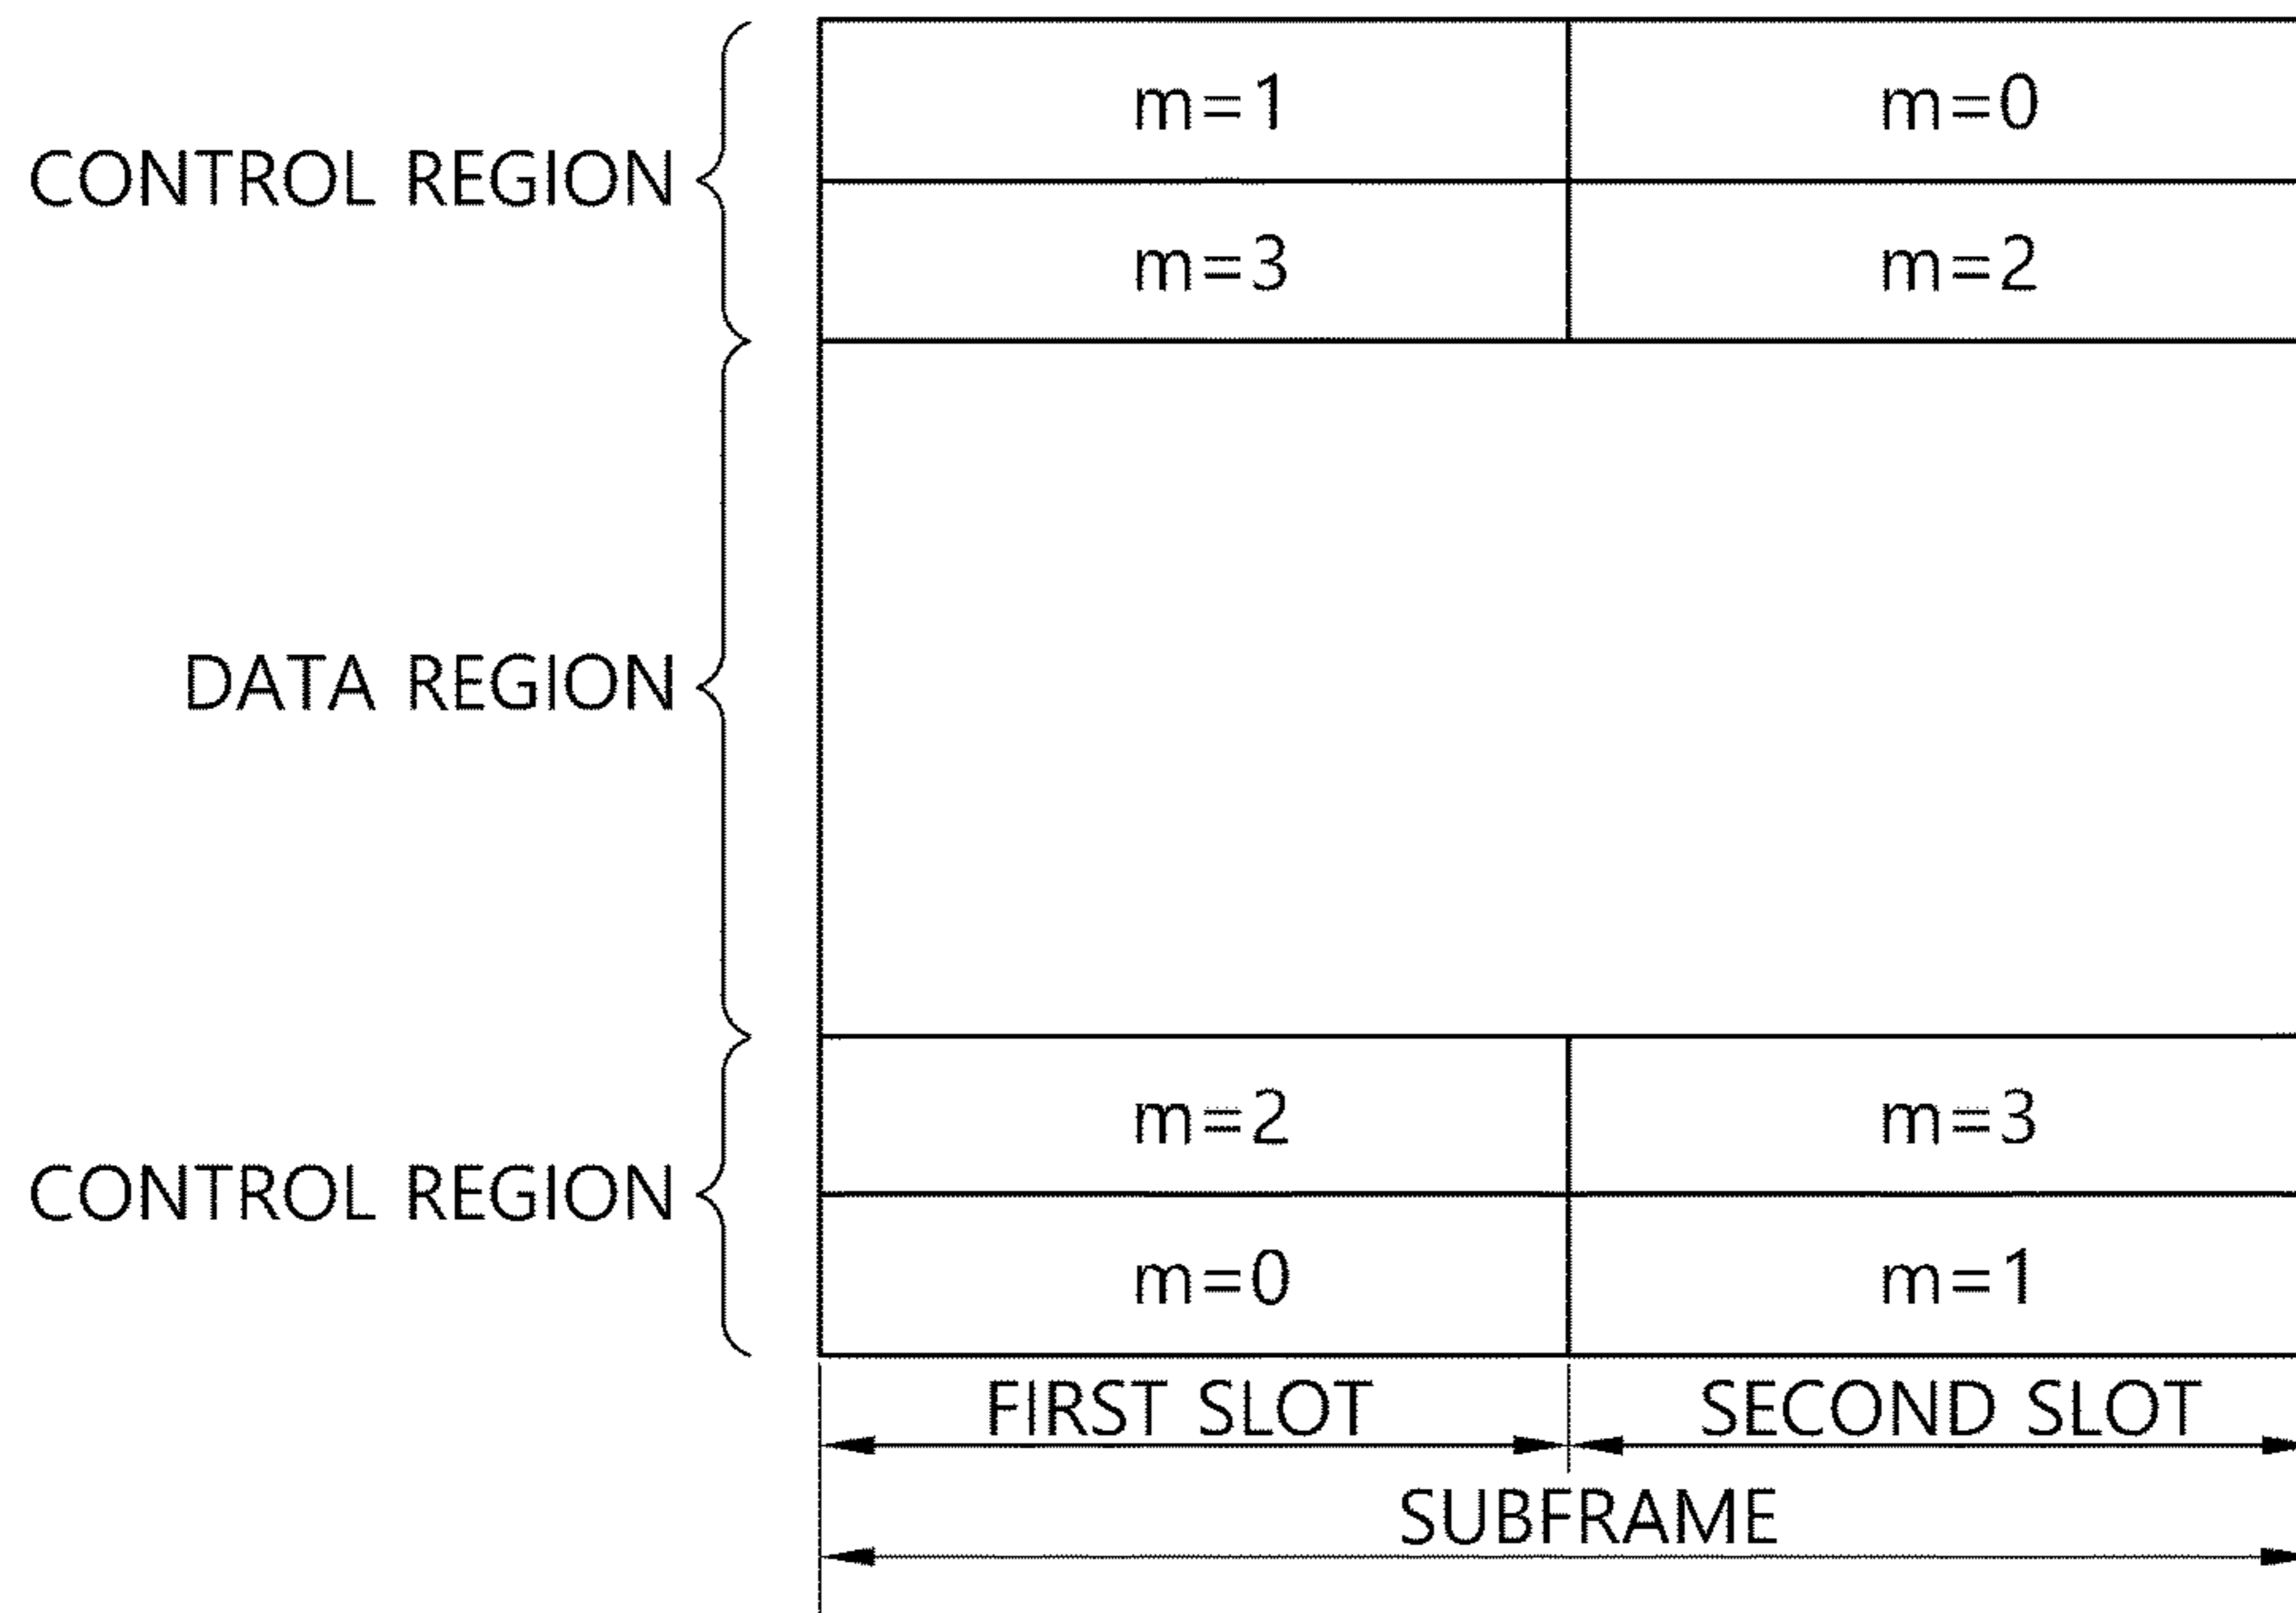 m=1 m=0
CONTROL REGION
m=3 m=2
DATA REGION
m=2 m=3
CONTROL REGION
m=0 m=1
FIRST SLOT SECOND SLOT
SUBFRAME